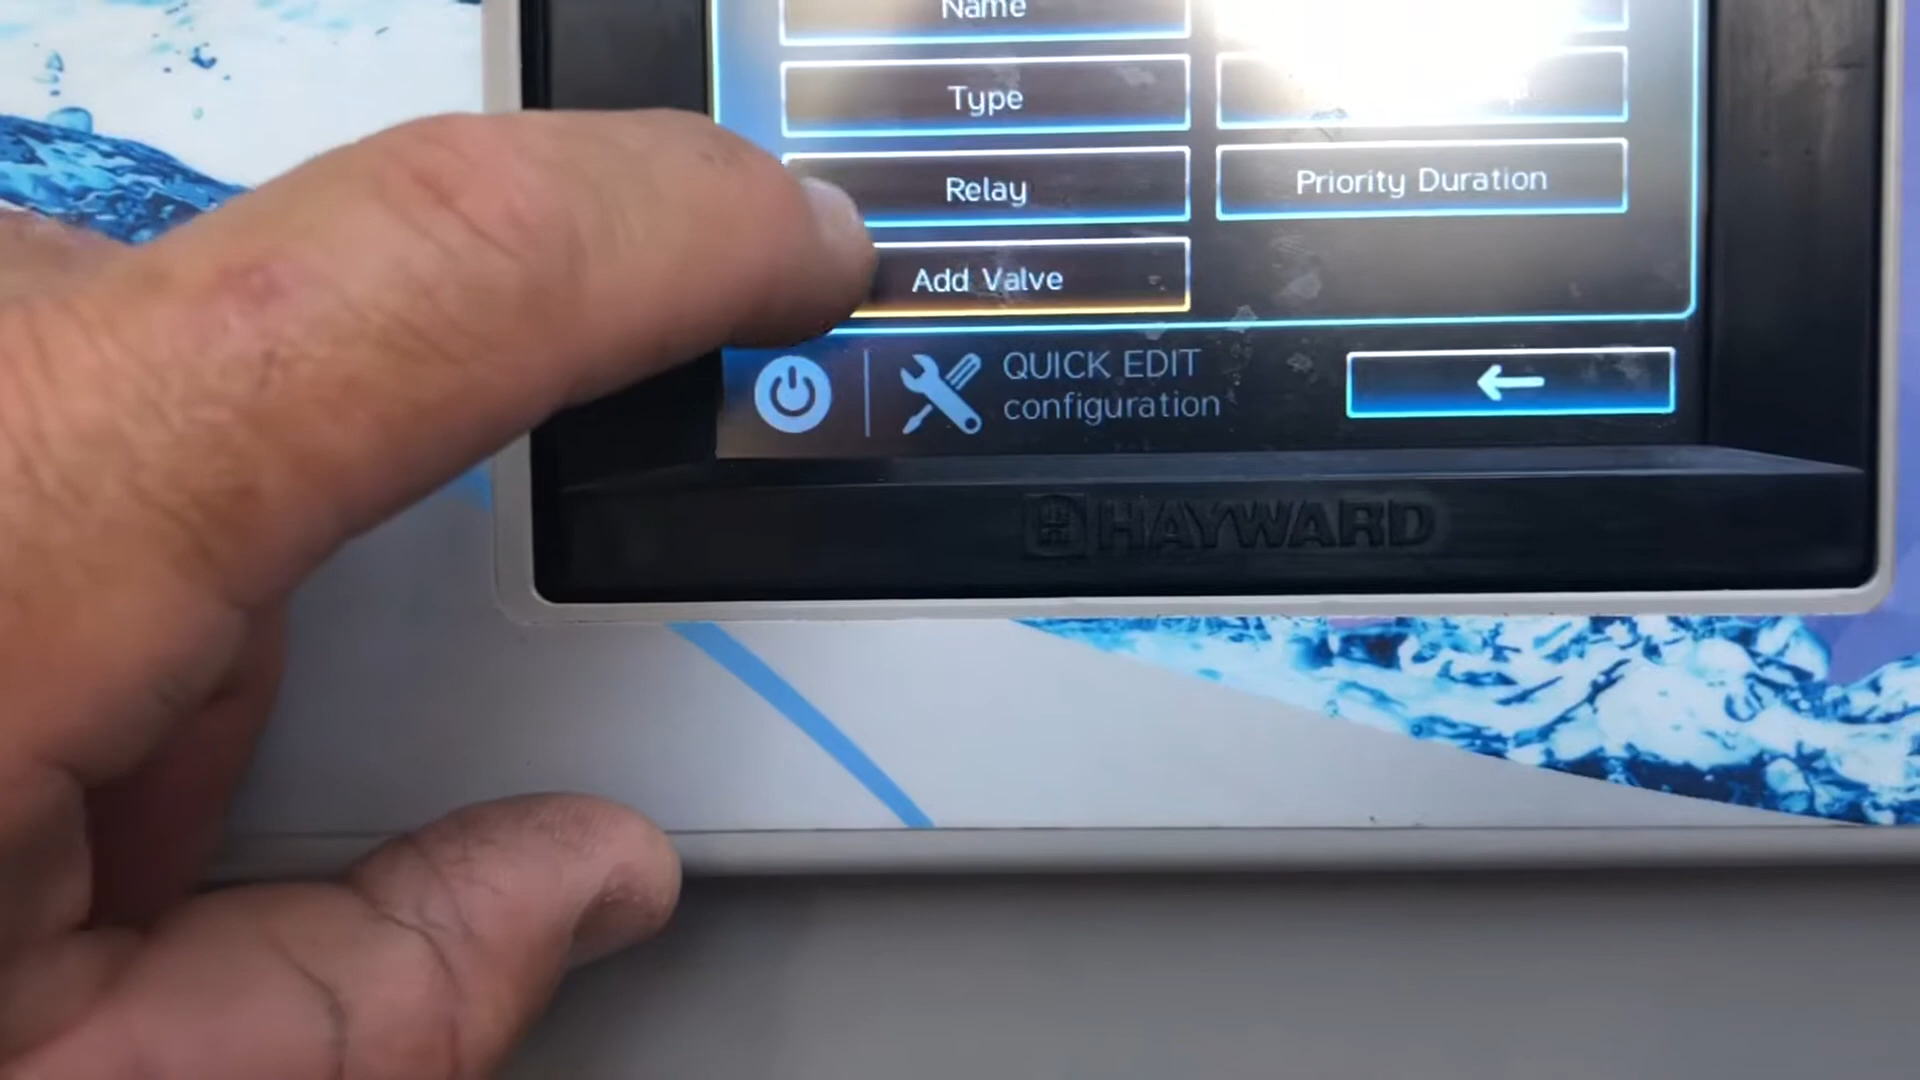 Name
Type
Relay
Priority Duration
Add Valve
QUICK EDIT
configuration
HAYWARD